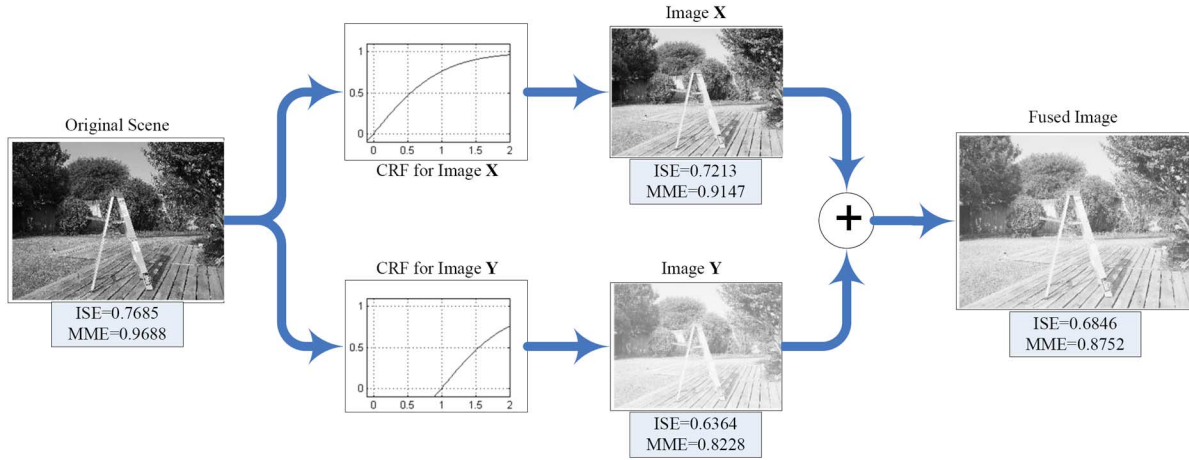 Original Scene
ISE=0.7685
MME=0.9688
1
0.5
0
0 0.5 1 1.5 2
CRF for Image X
Image X
ISE=0.7213
MME=0.9147
CRF for Image Y
1
0.5
0
0 0.5 1 1.5 2
Image Y
ISE=0.6364
MME=0.8228
+
Fused Image
ISE=0.6846
MME=0.8752